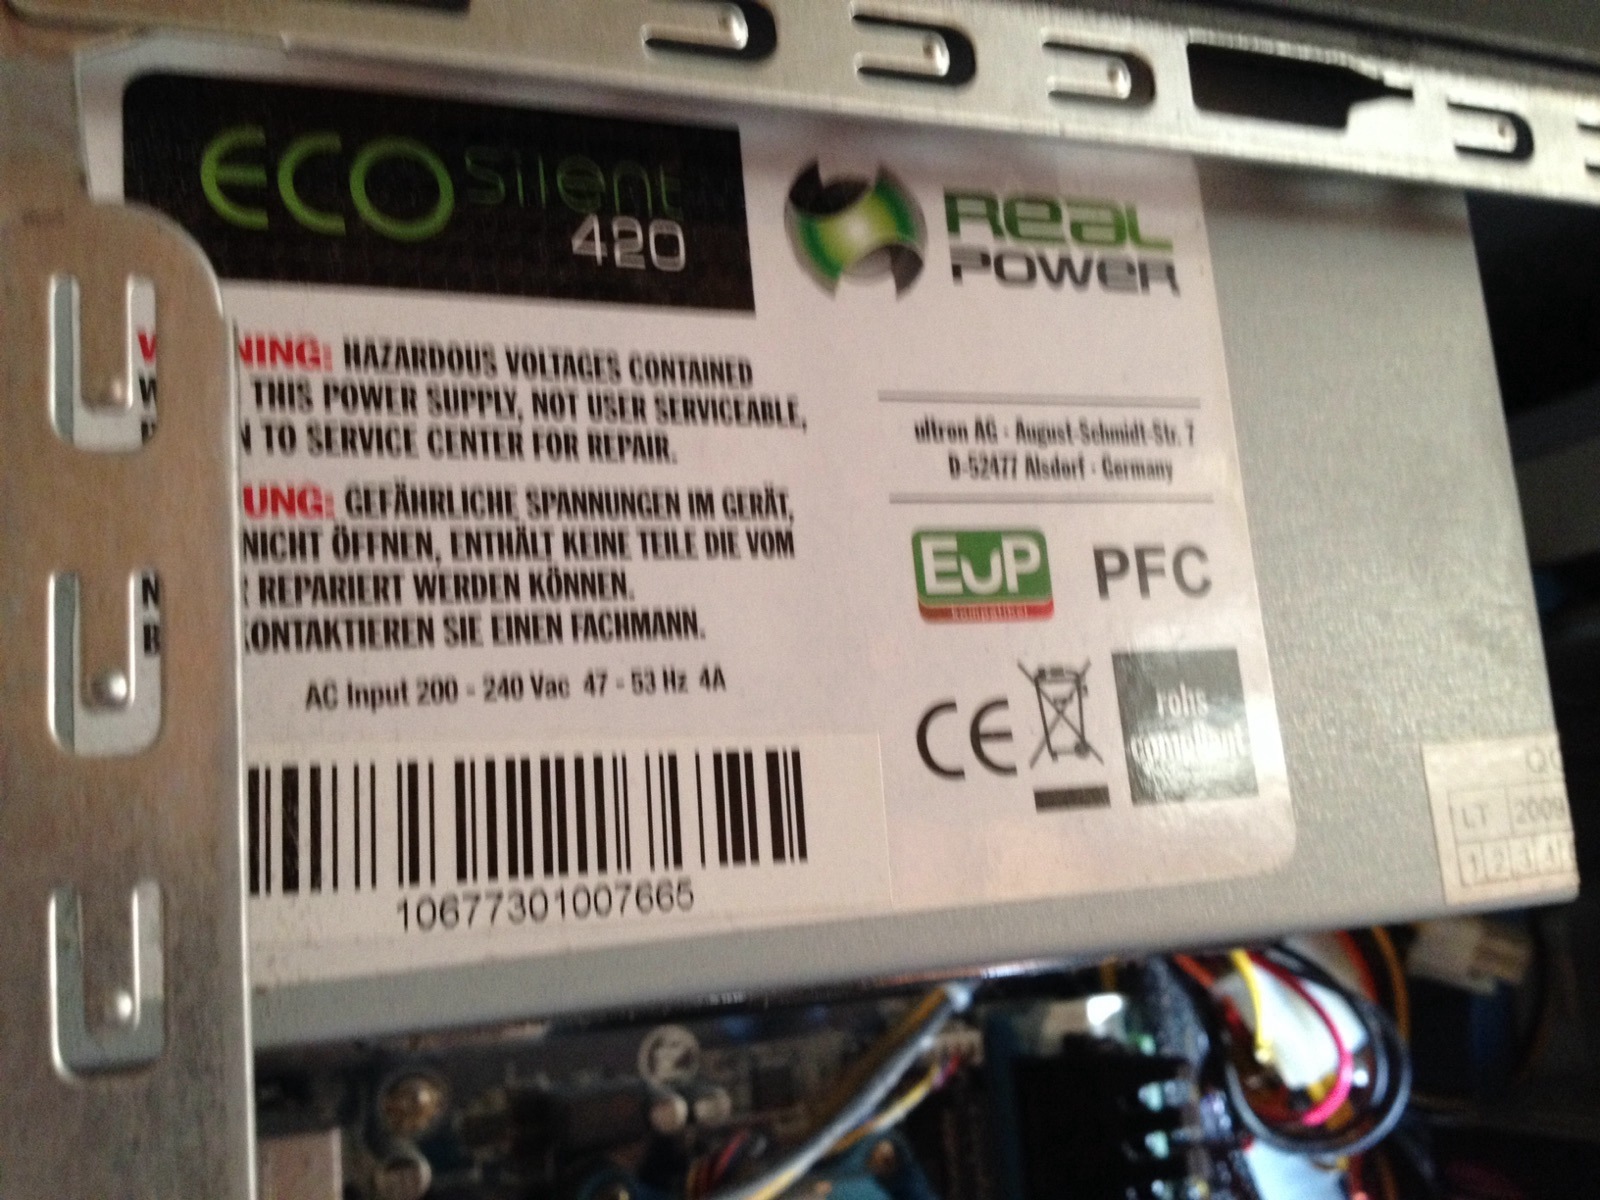 ECO Silent
420
REAL
POWER
NING: HAZARDOUS VOLTAGES CONTAINED
THIS POWER SUPPLY, NOT USER SERVICEABLE,
N TO SERVICE CENTER FOR REPAIR.
UNG: GEFÄHRLICHE SPANNUNGEN IM GERÄT,
NICHT ÖFFNEN, ENTHÄLT KEINE TEILE DIE VOM
N R REPARIERT WERDEN KÖNNEN.
B KONTAKTIEREN SIE EINEN FACHMANN.
AC Input 200 - 240 Vac 47 - 53 Hz 4A
10677301007665
ultron AG - August-Schmidt-Str. 7
D-52477 Alsdorf - Germany
EuP
kompatibel
PFC
CE
rohs
compliant
QC
LT 2009
1 2 3 4